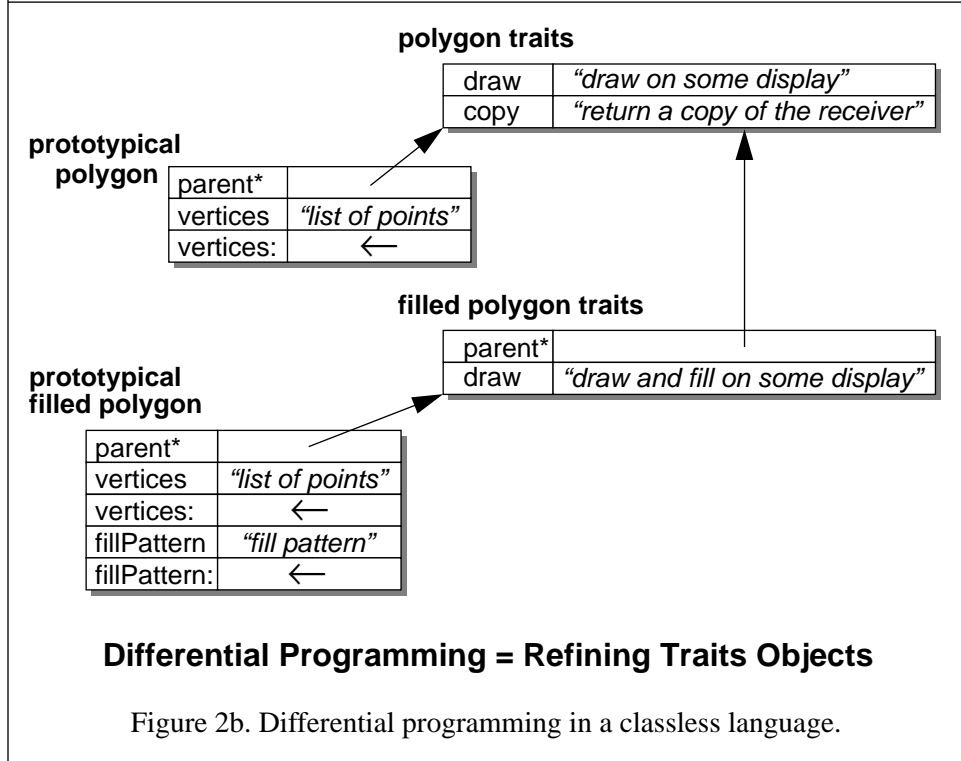 polygon traits
draw “draw on some display”
copy “return a copy of the receiver”
prototypical
polygon
parent*
vertices “list of points”
vertices: ←
filled polygon traits
parent*
draw “draw and fill on some display”
prototypical
filled polygon
parent*
vertices “list of points”
vertices: ←
fillPattern “fill pattern”
fillPattern: ←
Differential Programming = Refining Traits Objects
Figure 2b. Differential programming in a classless language.